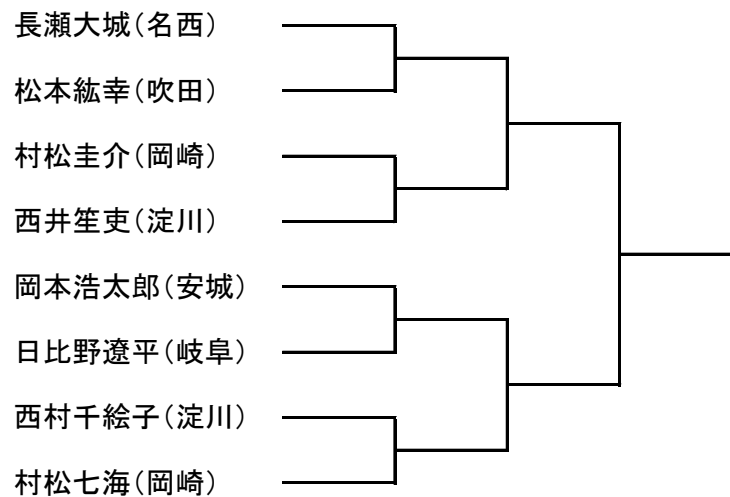 長瀬大城(名西)
松本紘幸(吹田)
村松圭介(岡崎)
西井笙吏(淀川)
岡本浩太郎(安城)
日比野遼平(岐阜)
西村千絵子(淀川)
村松七海(岡崎)